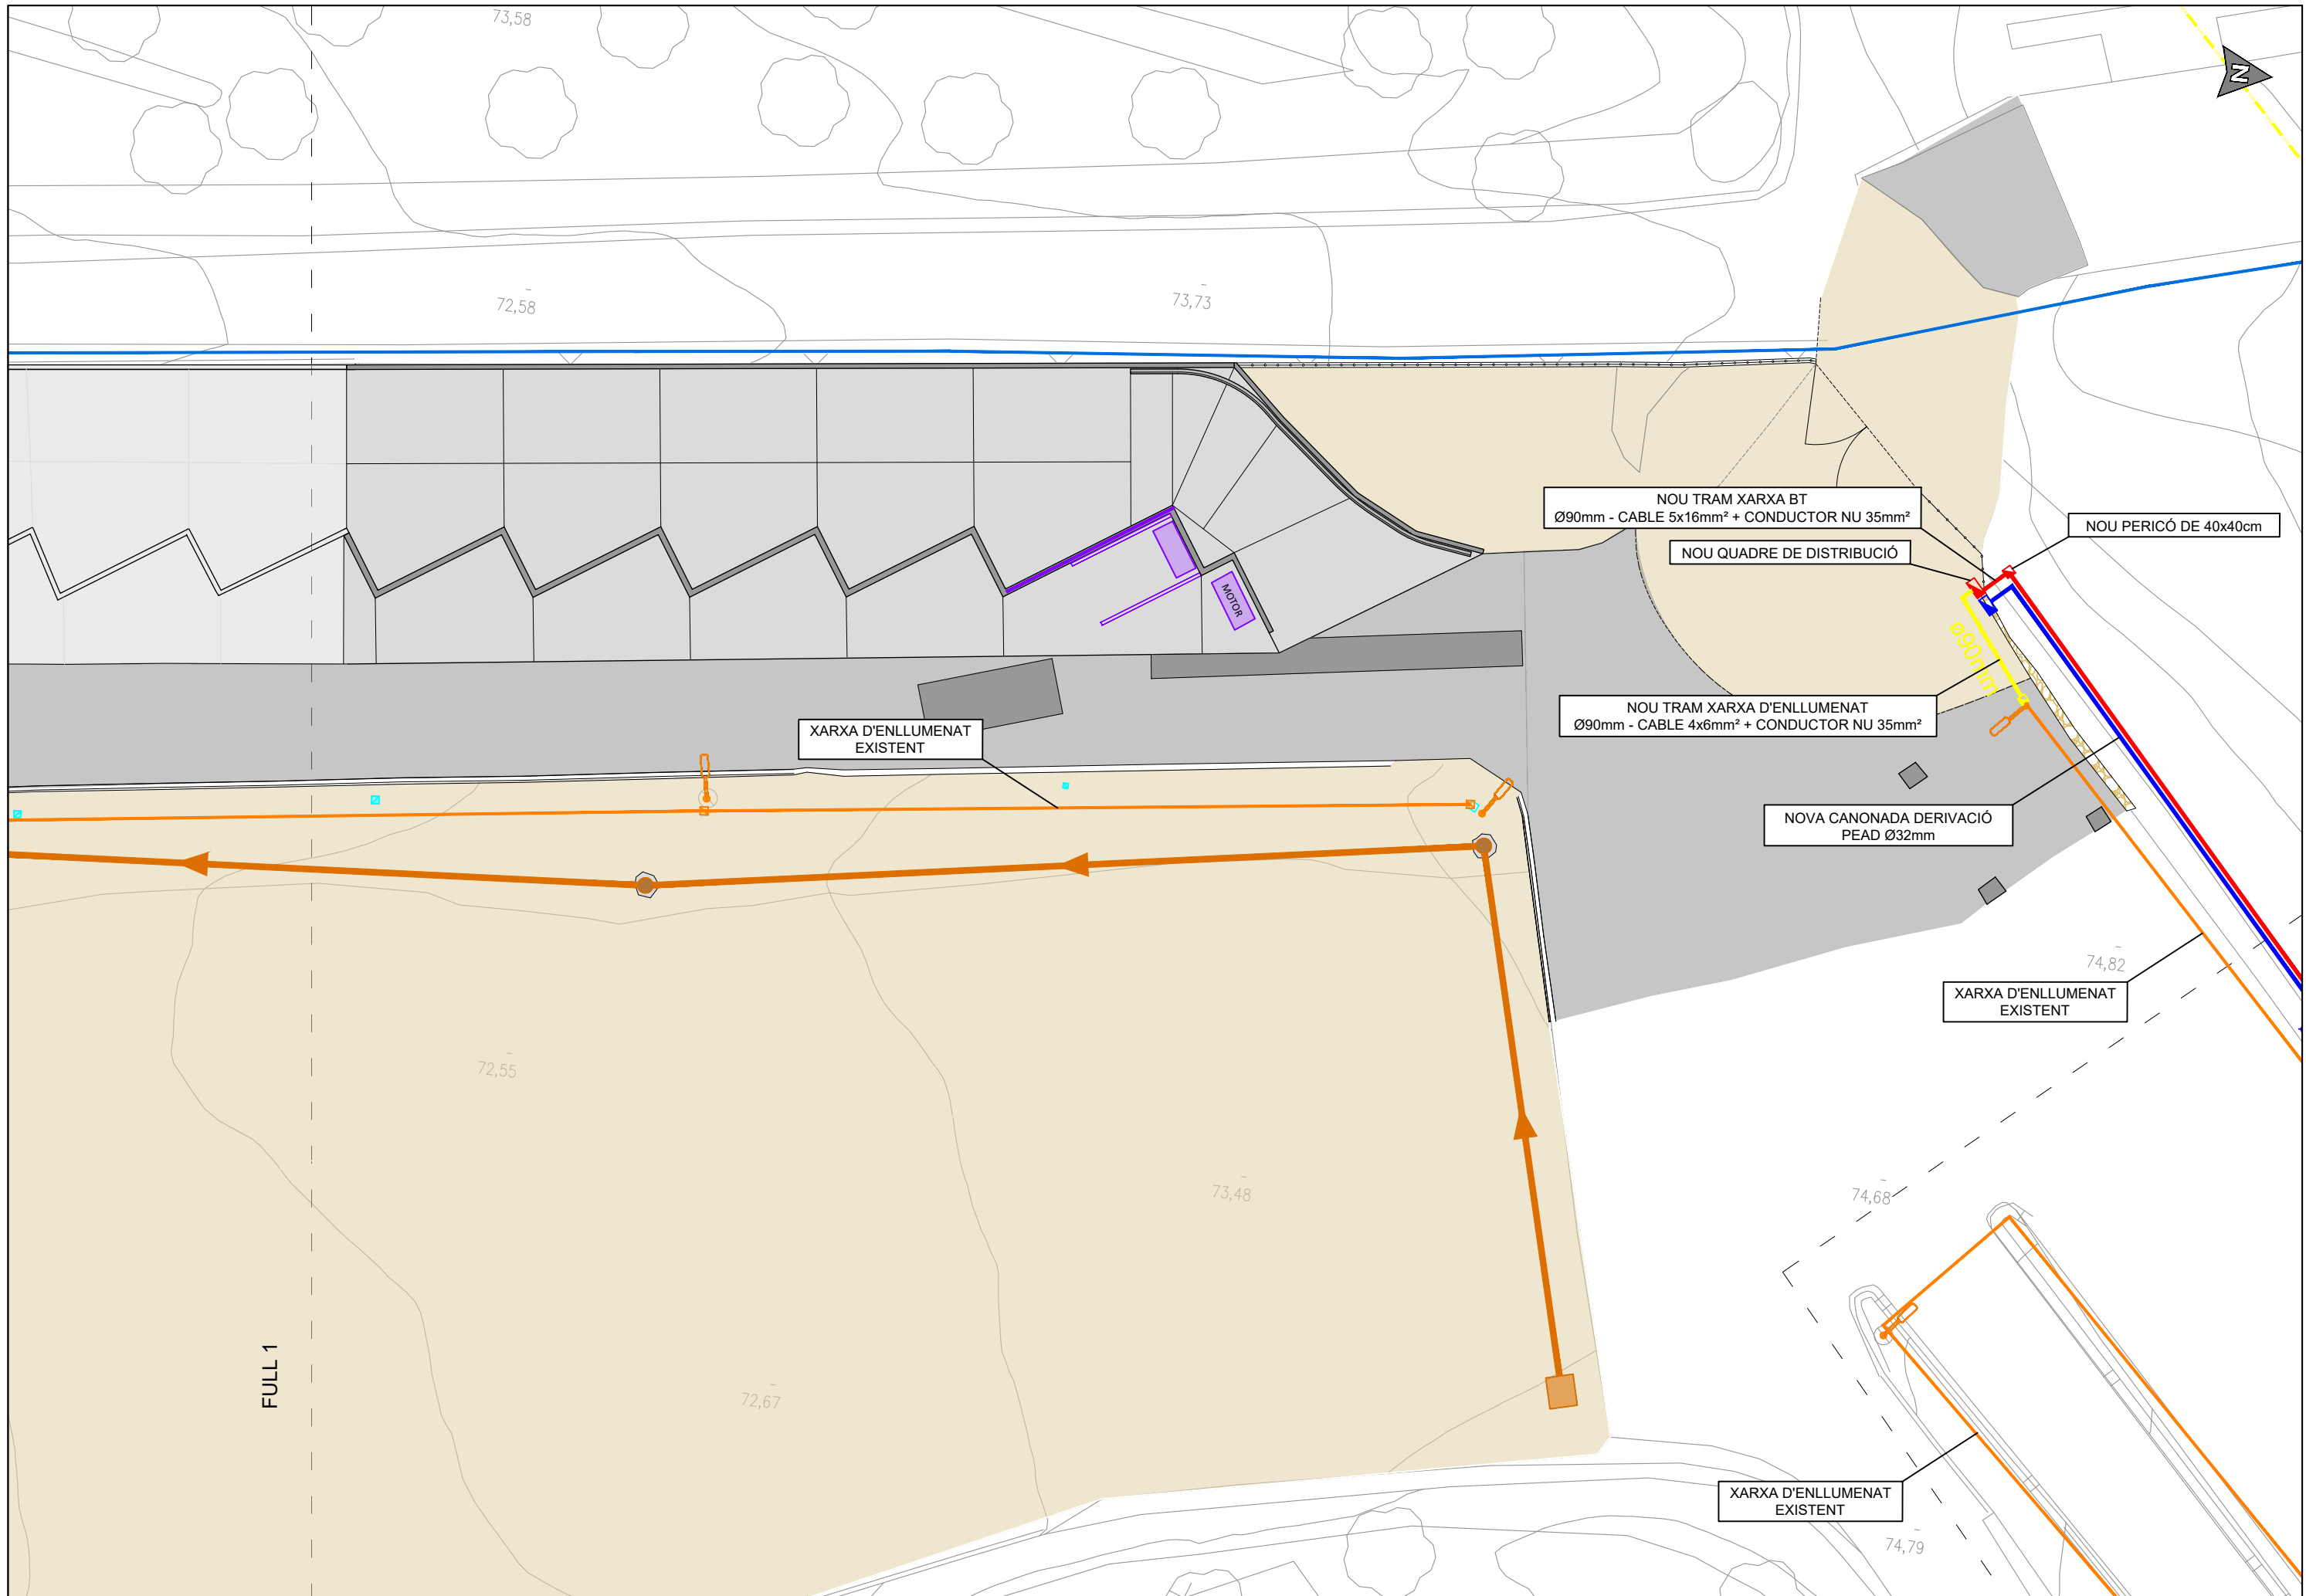 73,58
N
72,58
73,73
NOU TRAM XARXA BT
Ø90mm - CABLE 5x16mm² + CONDUCTOR NU 35mm²
NOU PERICÓ DE 40x40cm
NOU QUADRE DE DISTRIBUCIÓ
MOTOR
ø90mm
NOU TRAM XARXA D'ENLLUMENAT
Ø90mm - CABLE 4x6mm² + CONDUCTOR NU 35mm²
XARXA D'ENLLUMENAT
EXISTENT
NOVA CANONADA DERIVACIÓ
PEAD Ø32mm
74,82
XARXA D'ENLLUMENAT
EXISTENT
72,55
73,48
74,68
FULL 1
72,67
XARXA D'ENLLUMENAT
EXISTENT
74,79